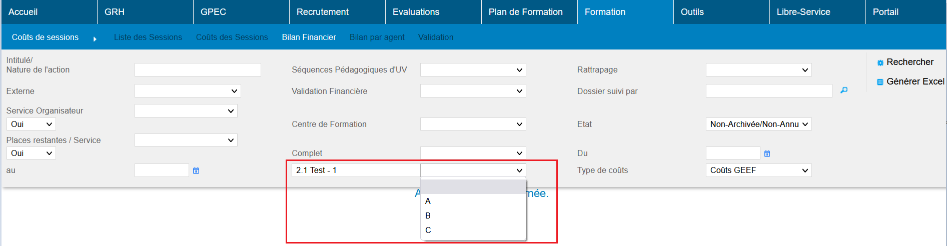 Accueil GRH GPEC Recrutement Evaluations Plan de Formation Formation Outils Libre-Service Portail
Coûts de sessions Liste des Sessions Coûts des Sessions Bilan Financier Bilan par agent Validation
Intitulé/
Nature de l'action Séquences Pédagogiques d'UV Rattrapage Rechercher
Externe Validation Financière Dossier suivi par Générer Excel
Service Organisateur
Oui Centre de Formation Etat Non-Archivée/Non-Annu
Places restantes / Service
Oui Complet Du
au 2.1 Test - 1 Type de coûts Coûts GEEF
A
B
C